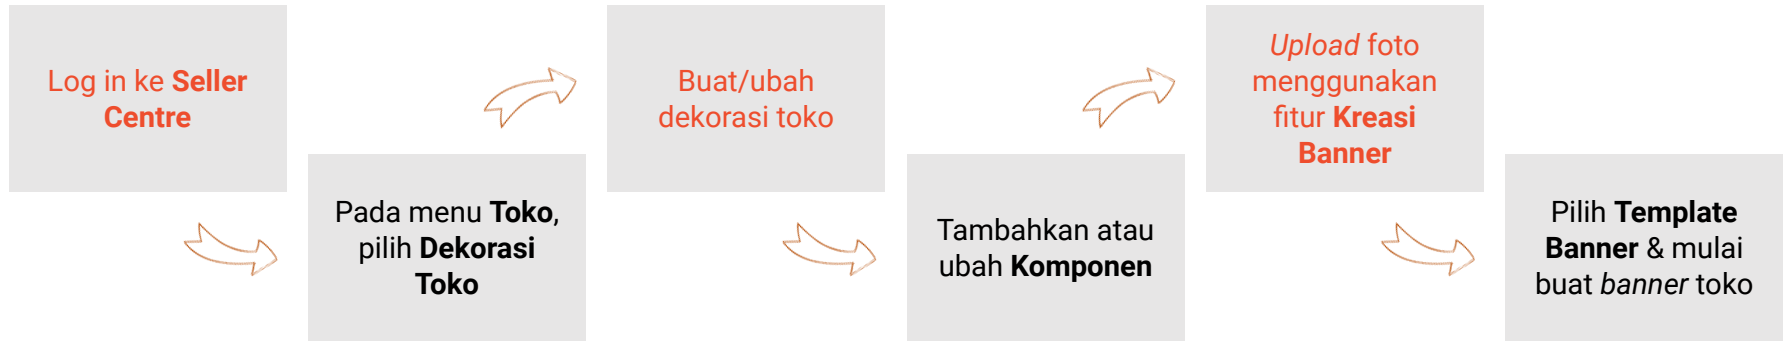 Log in ke Seller
Centre
Pada menu Toko,
pilih Dekorasi
Toko
Buat/ubah
dekorasi toko
Tambahkan atau
ubah Komponen
Upload foto
menggunakan
fitur Kreasi
Banner
Pilih Template
Banner & mulai
buat banner toko